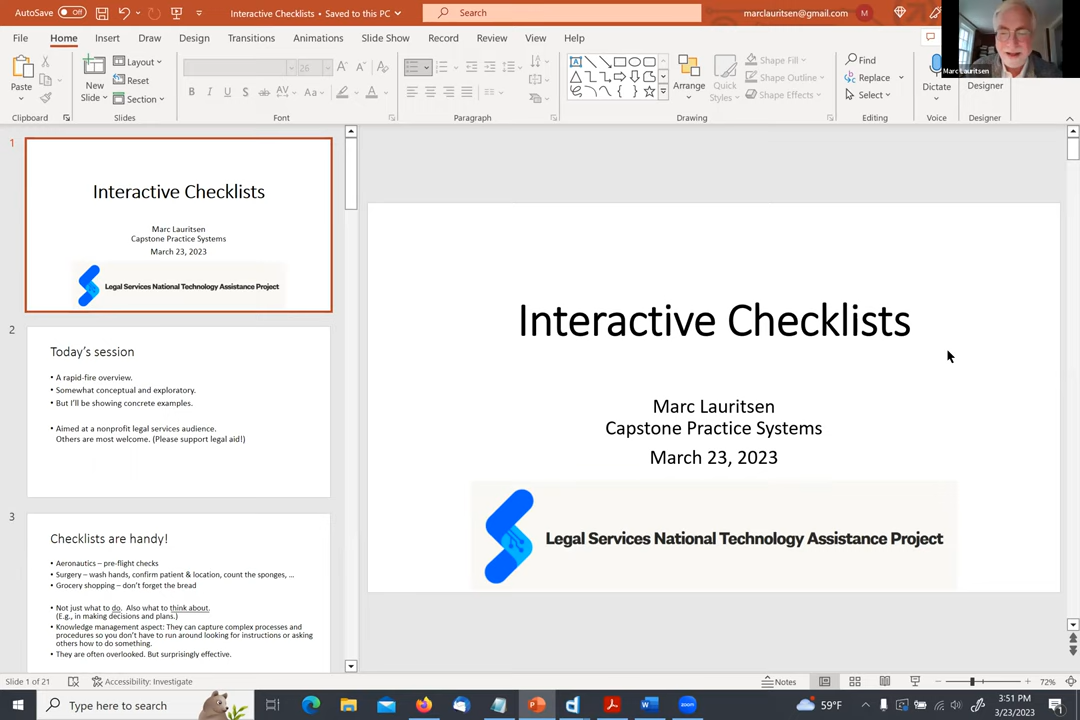 AutoSave Off Interactive Checklists • Saved to this PC Search marclauritsen@gmail.com M
File Home Insert Draw Design Transitions Animations Slide Show Record Review View Help
Marc Lauritsen
Paste New Slide Layout Reset Section 26 B I U S AV Aa A Arrange Quick Styles Shape Fill Shape Outline Shape Effects Find Replace Select Dictate Designer
Clipboard Slides Font Paragraph Drawing Editing Voice Designer
1
Interactive Checklists
Marc Lauritsen
Capstone Practice Systems
March 23, 2023
Legal Services National Technology Assistance Project
2
Today's session
• A rapid-fire overview.
• Somewhat conceptual and exploratory.
• But I'll be showing concrete examples.
• Aimed at a nonprofit legal services audience.
Others are most welcome. (Please support legal aid!)
3
Checklists are handy!
• Aeronautics – pre-flight checks
• Surgery – wash hands, confirm patient & location, count the sponges, …
• Grocery shopping – don't forget the bread
• Not just what to do. Also what to think about.
(E.g., in making decisions and plans.)
• Knowledge management aspect: They can capture complex processes and
procedures so you don't have to run around looking for instructions or asking
others how to do something.
• They are often overlooked. But surprisingly effective.
Interactive Checklists
Marc Lauritsen
Capstone Practice Systems
March 23, 2023
Legal Services National Technology Assistance Project
Slide 1 of 21 Accessibility: Investigate Notes 72%
Type here to search 59°F 3:51 PM
3/23/2023